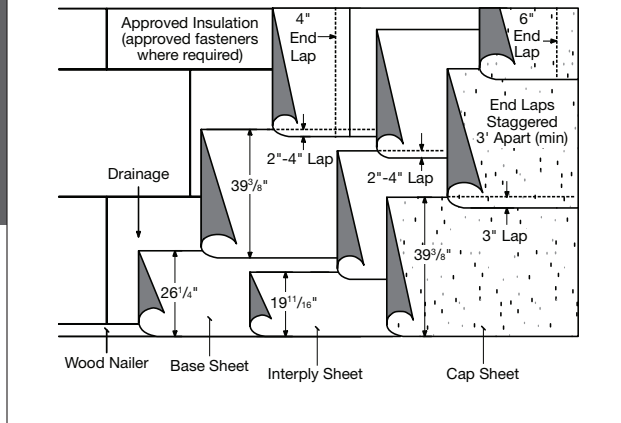 Approved Insulation
(approved fasteners
where required)
4"
End
Lap
6"
End
Lap
End Laps
Staggered
3' Apart (min)
2"-4" Lap
2"-4" Lap
Drainage
39³/₈"
3" Lap
39³/₈"
26¹/₄"
19¹¹/₁₆"
Wood Nailer
Base Sheet
Interply Sheet
Cap Sheet